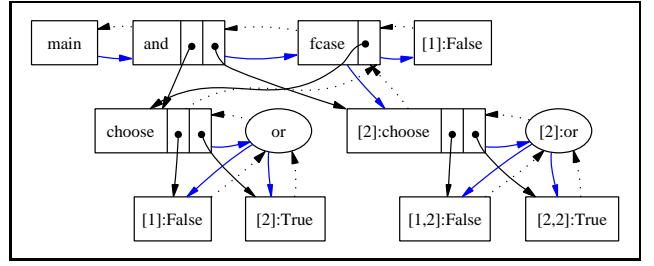 main and fcase [1]:False
choose or [2]:choose [2]:or
[1]:False [2]:True [1,2]:False [2,2]:True